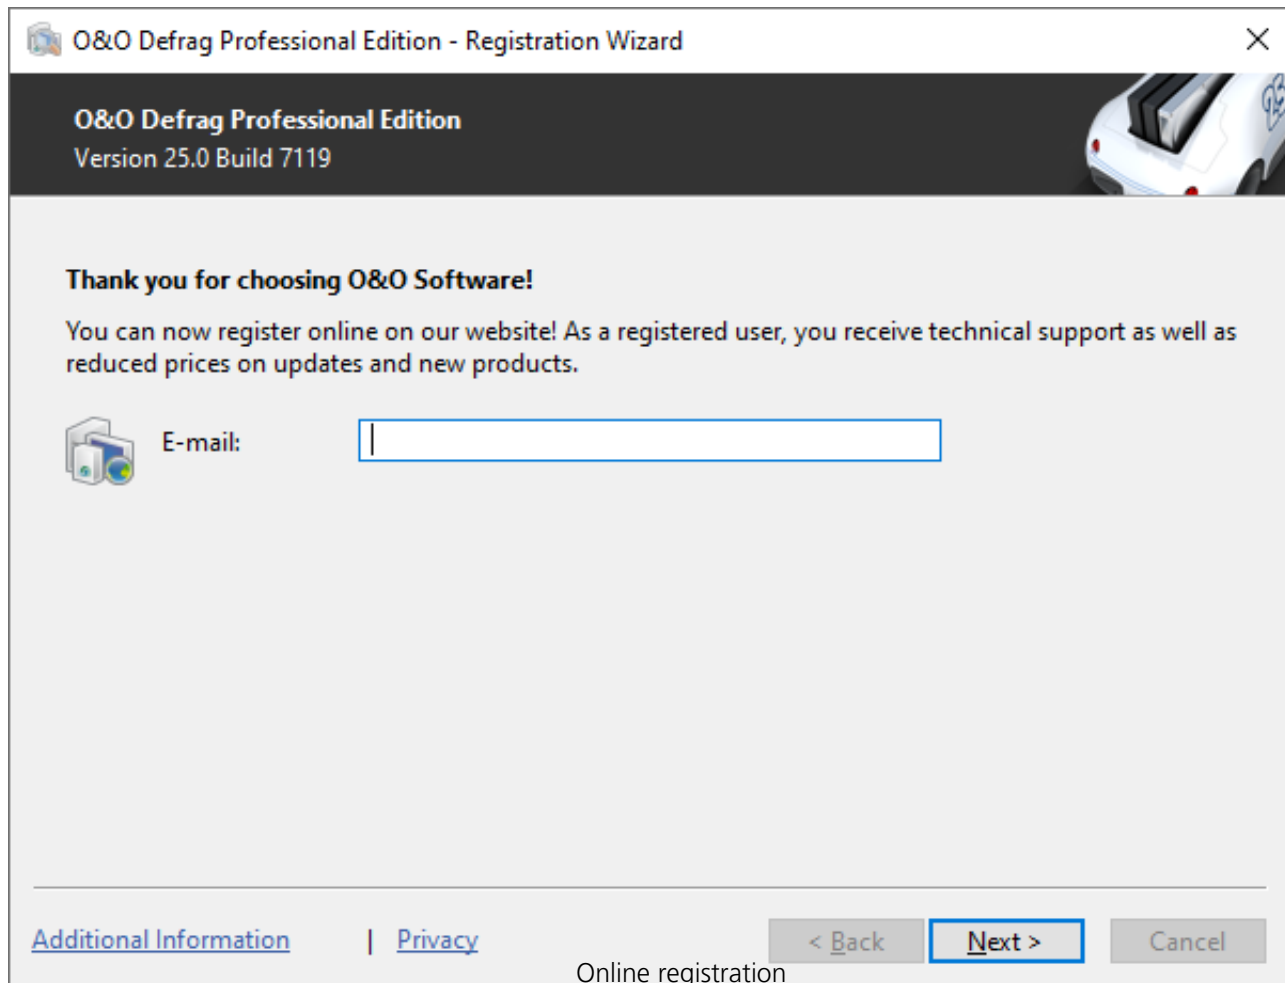 O&O Defrag Professional Edition - Registration Wizard
O&O Defrag Professional Edition
Version 25.0 Build 7119
Thank you for choosing O&O Software!
You can now register online on our website! As a registered user, you receive technical support as well as
reduced prices on updates and new products.
E-mail:
Additional Information | Privacy < Back Next > Cancel
Online registration